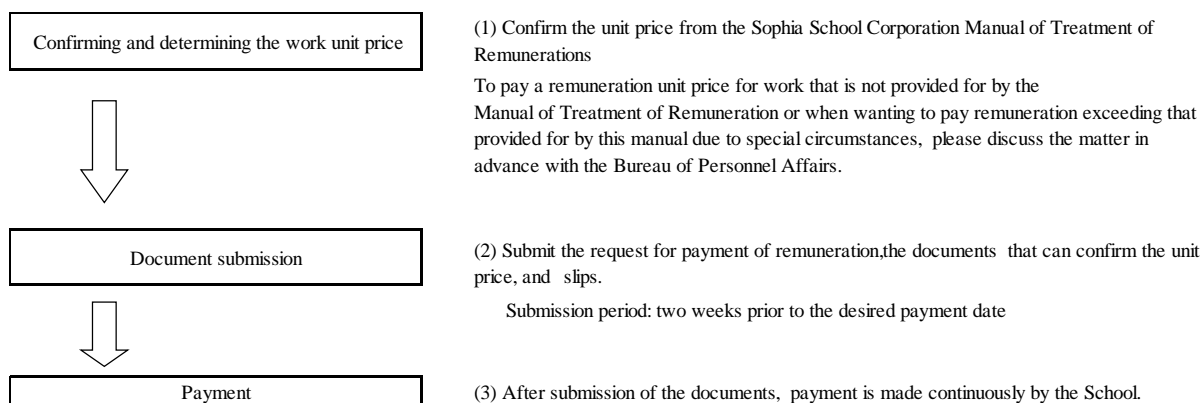 Confirming and determining the work unit price
(1) Confirm the unit price from the Sophia School Corporation Manual of Treatment of
Remunerations
To pay a remuneration unit price for work that is not provided for by the
Manual of Treatment of Remuneration or when wanting to pay remuneration exceeding that
provided for by this manual due to special circumstances, please discuss the matter in
advance with the Bureau of Personnel Affairs.
Document submission
(2) Submit the request for payment of remuneration,the documents that can confirm the unit
price, and slips.
Submission period: two weeks prior to the desired payment date
Payment
(3) After submission of the documents, payment is made continuously by the School.